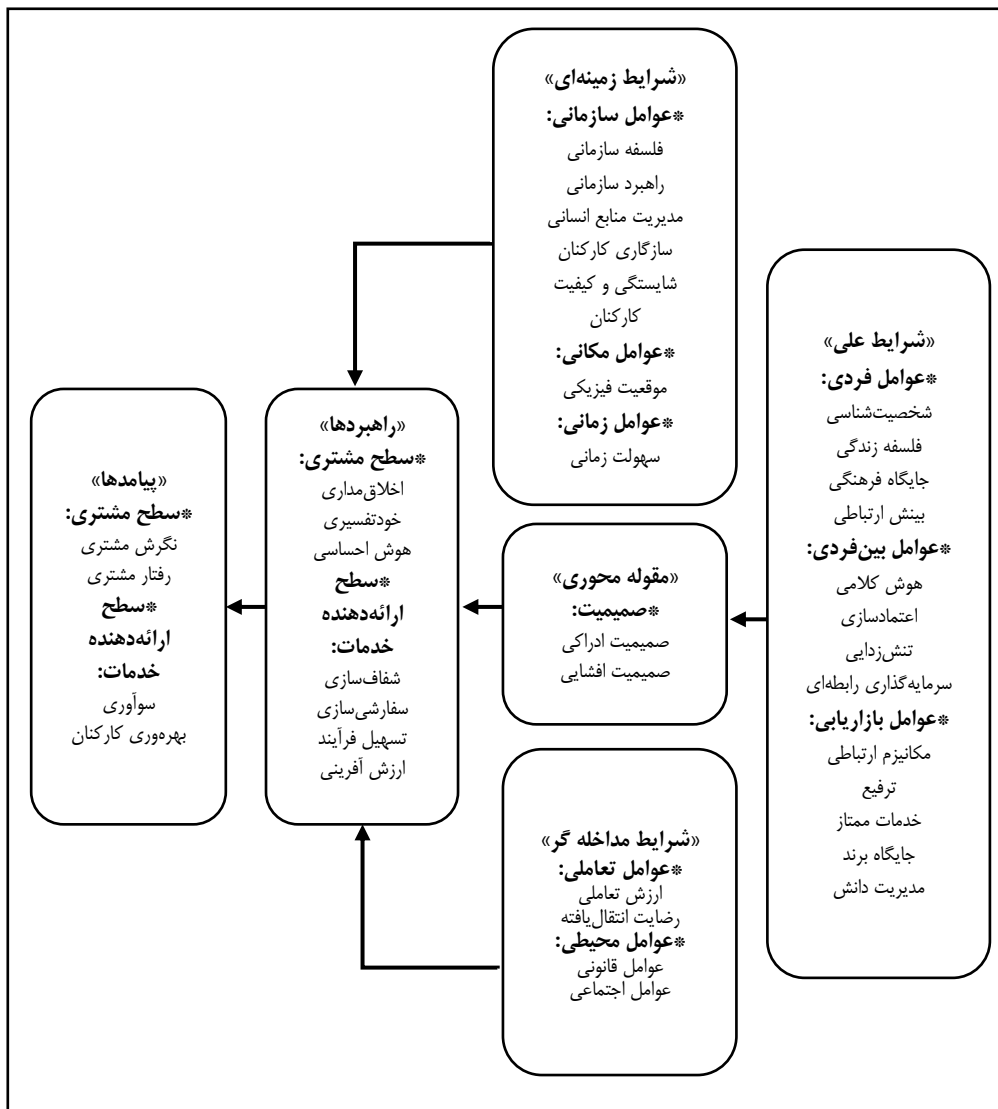 «شرایط زمینه‌ای»
*عوامل سازمانی:
فلسفه سازمانی
راهبرد سازمانی
مدیریت منابع انسانی
سازگاری کارکنان
شایستگی و کیفیت
کارکنان
*عوامل مکانی:
موقعیت فیزیکی
*عوامل زمانی:
سهولت زمانی
«شرایط علی»
*عوامل فردی:
شخصیت‌شناسی
فلسفه زندگی
جایگاه فرهنگی
بینش ارتباطی
*عوامل بین‌فردی:
هوش کلامی
اعتمادسازی
تنش‌زدایی
سرمایه‌گذاری رابطه‌ای
*عوامل بازاریابی:
مکانیزم ارتباطی
ترفیع
خدمات ممتاز
جایگاه برند
مدیریت دانش
«مقوله محوری»
*صمیمیت:
صمیمیت ادراکی
صمیمیت افشایی
«شرایط مداخله گر»
*عوامل تعاملی:
ارزش تعاملی
رضایت انتقال‌یافته
*عوامل محیطی:
عوامل قانونی
عوامل اجتماعی
«راهبردها»
*سطح مشتری:
اخلاق‌مداری
خودتفسیری
هوش احساسی
*سطح
ارائه‌دهنده
خدمات:
شفاف‌سازی
سفارشی‌سازی
تسهیل فرآیند
ارزش آفرینی
«پیامدها»
*سطح مشتری:
نگرش مشتری
رفتار مشتری
*سطح
ارائه‌دهنده
خدمات:
سوآوری
بهره‌وری کارکنان